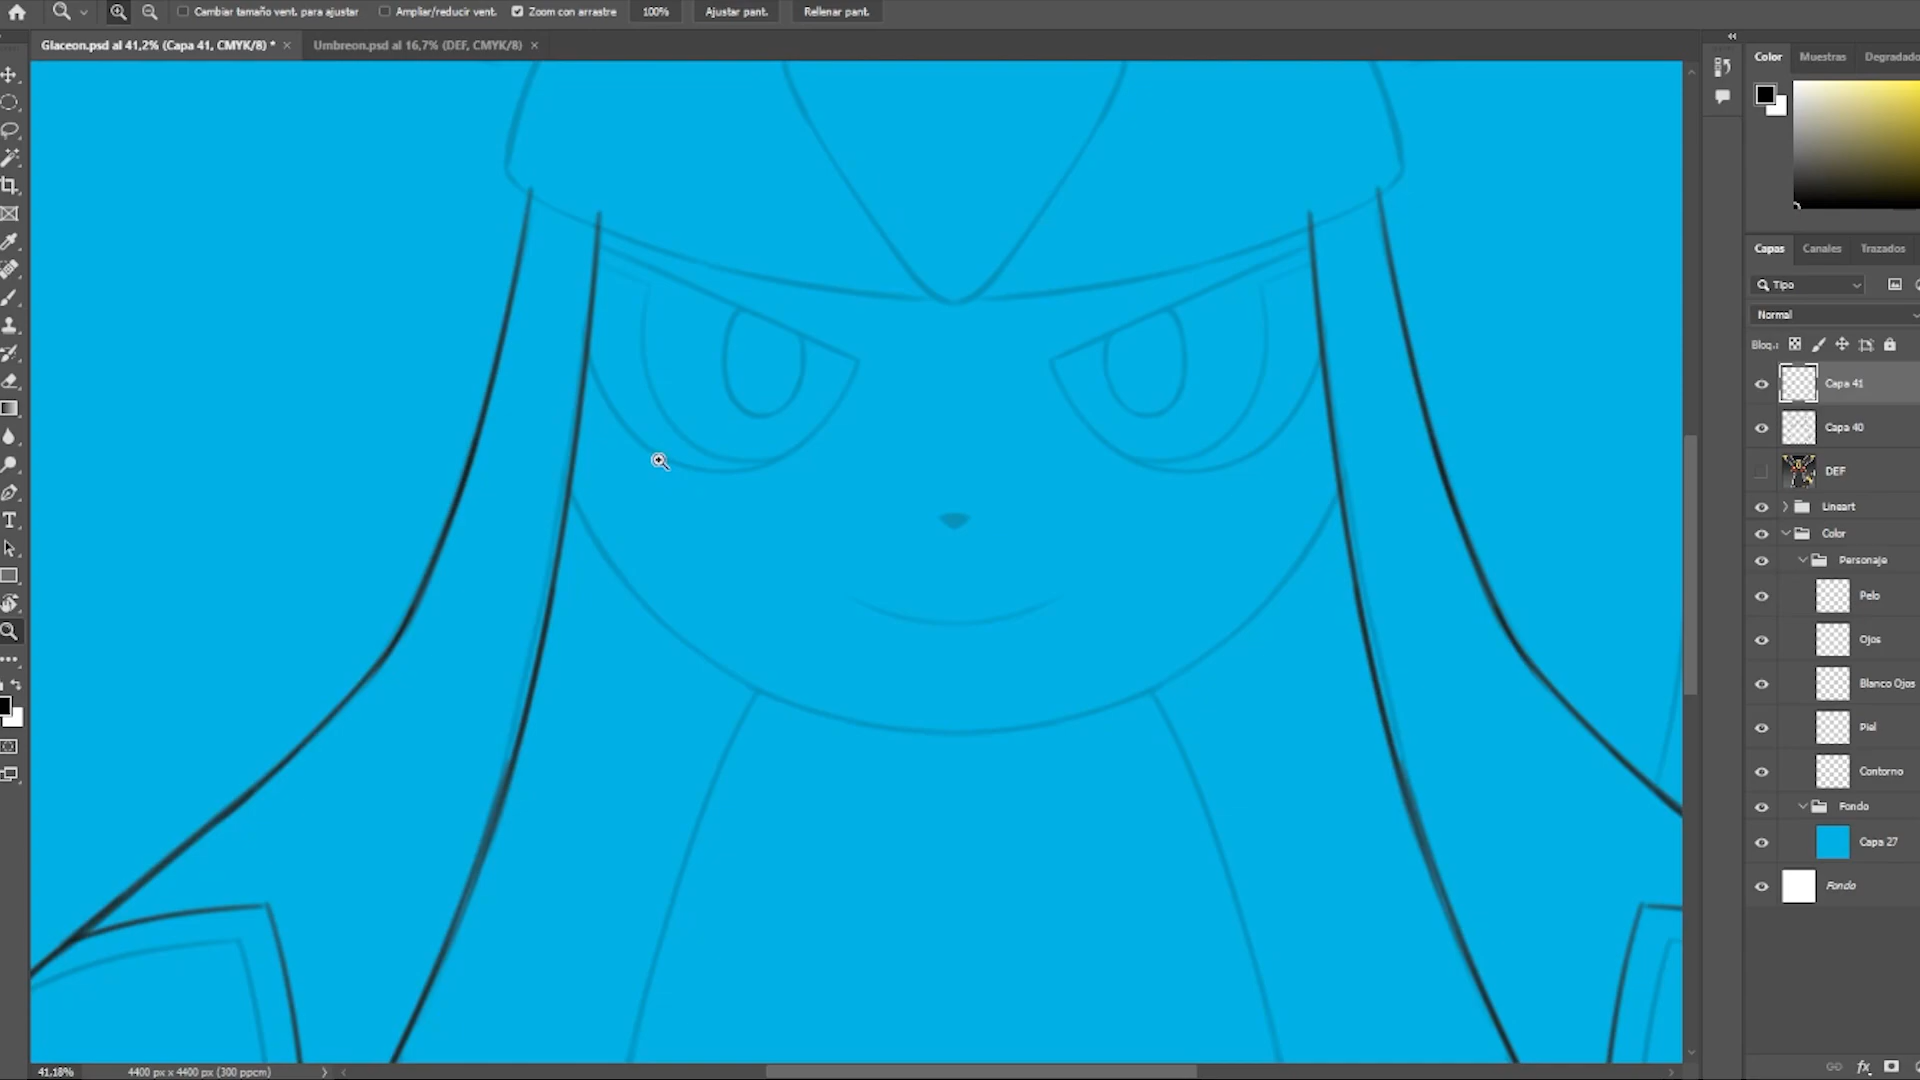 Cambiar tamaño vent. para ajustar Ampliar/reducir vent. Zoom con arrastre 100% Ajustar pant. Rellenar pant.
Glaceon.psd al 41,2% (Capa 41, CMYK/8) * × Umbreon.psd al 16,7% (DEF, CMYK/8) ×
Color Muestras Degradado
Capas Canales Trazados
Tipo
Normal
Bloq.:
Capa 41
Capa 40
DEF
Lineart
Color
Personaje
Pelo
Ojos
Blanco Ojos
Piel
Contorno
Fondo
Capa 27
Fondo
fx
41,18% 4400 px x 4400 px (300 ppcm)